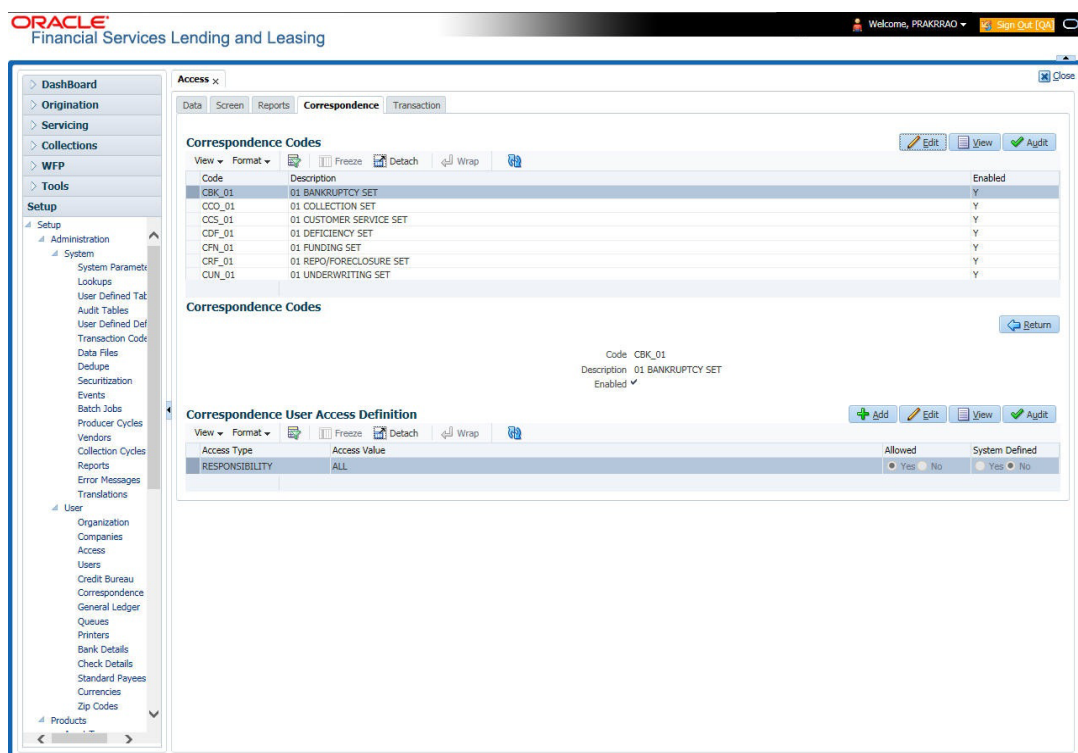 ORACLE®
Financial Services Lending and Leasing
Welcome, PRAKRRAO
Sign Out [QA]
DashBoard
Origination
Servicing
Collections
WFP
Tools
Setup
Setup
Administration
System
System Paramete
Lookups
User Defined Tab
Audit Tables
User Defined Def
Transaction Code
Data Files
Dedupe
Securitization
Events
Batch Jobs
Producer Cycles
Vendors
Collection Cycles
Reports
Error Messages
Translations
User
Organization
Companies
Access
Users
Credit Bureau
Correspondence
General Ledger
Queues
Printers
Bank Details
Check Details
Standard Payees
Currencies
Zip Codes
Products
Access
Close
Data Screen Reports Correspondence Transaction
Correspondence Codes
Edit View Audit
View Format Freeze Detach Wrap
Code Description Enabled
CBK_01 01 BANKRUPTCY SET Y
CCO_01 01 COLLECTION SET Y
CCS_01 01 CUSTOMER SERVICE SET Y
CDF_01 01 DEFICIENCY SET Y
CFN_01 01 FUNDING SET Y
CRF_01 01 REPO/FORECLOSURE SET Y
CUN_01 01 UNDERWRITING SET Y
Correspondence Codes
Return
Code CBK_01
Description 01 BANKRUPTCY SET
Enabled
Correspondence User Access Definition
Add Edit View Audit
View Format Freeze Detach Wrap
Access Type Access Value Allowed System Defined
RESPONSIBILITY ALL Yes No Yes No